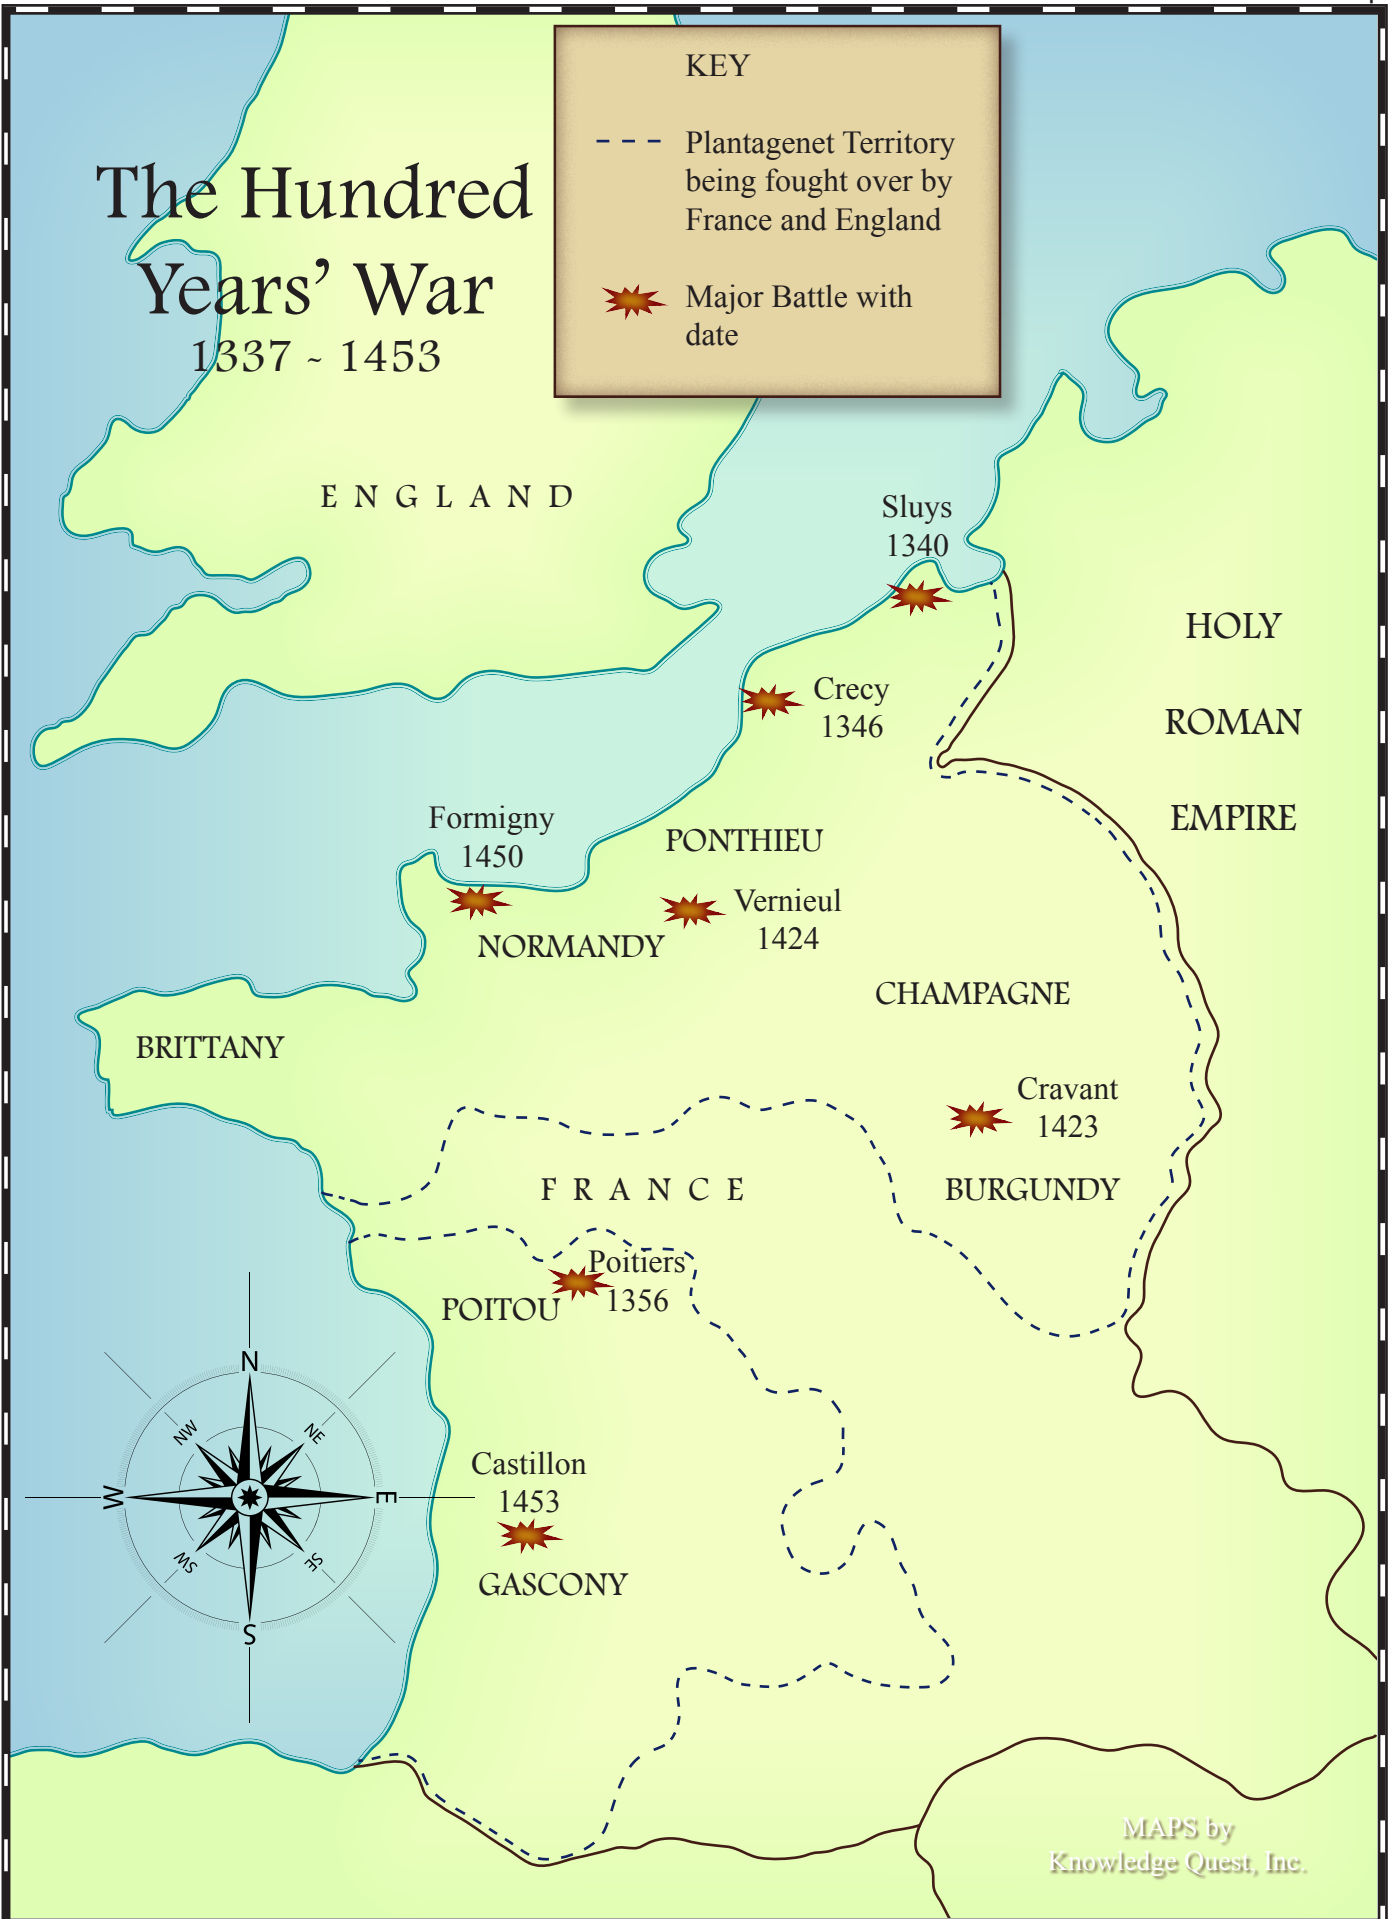 The Hundred
Years’ War
1337 ~ 1453
KEY
Plantagenet Territory
being fought over by
France and England
Major Battle with
date
ENGLAND
Sluys
1340
HOLY
ROMAN
EMPIRE
Crecy
1346
Formigny
1450
PONTHIEU
Vernieul
1424
NORMANDY
CHAMPAGNE
BRITTANY
Cravant
1423
FRANCE
BURGUNDY
Poitiers
1356
POITOU
N
NW
NE
W
E
SW
SE
S
Castillon
1453
GASCONY
MAPS by
Knowledge Quest, Inc.